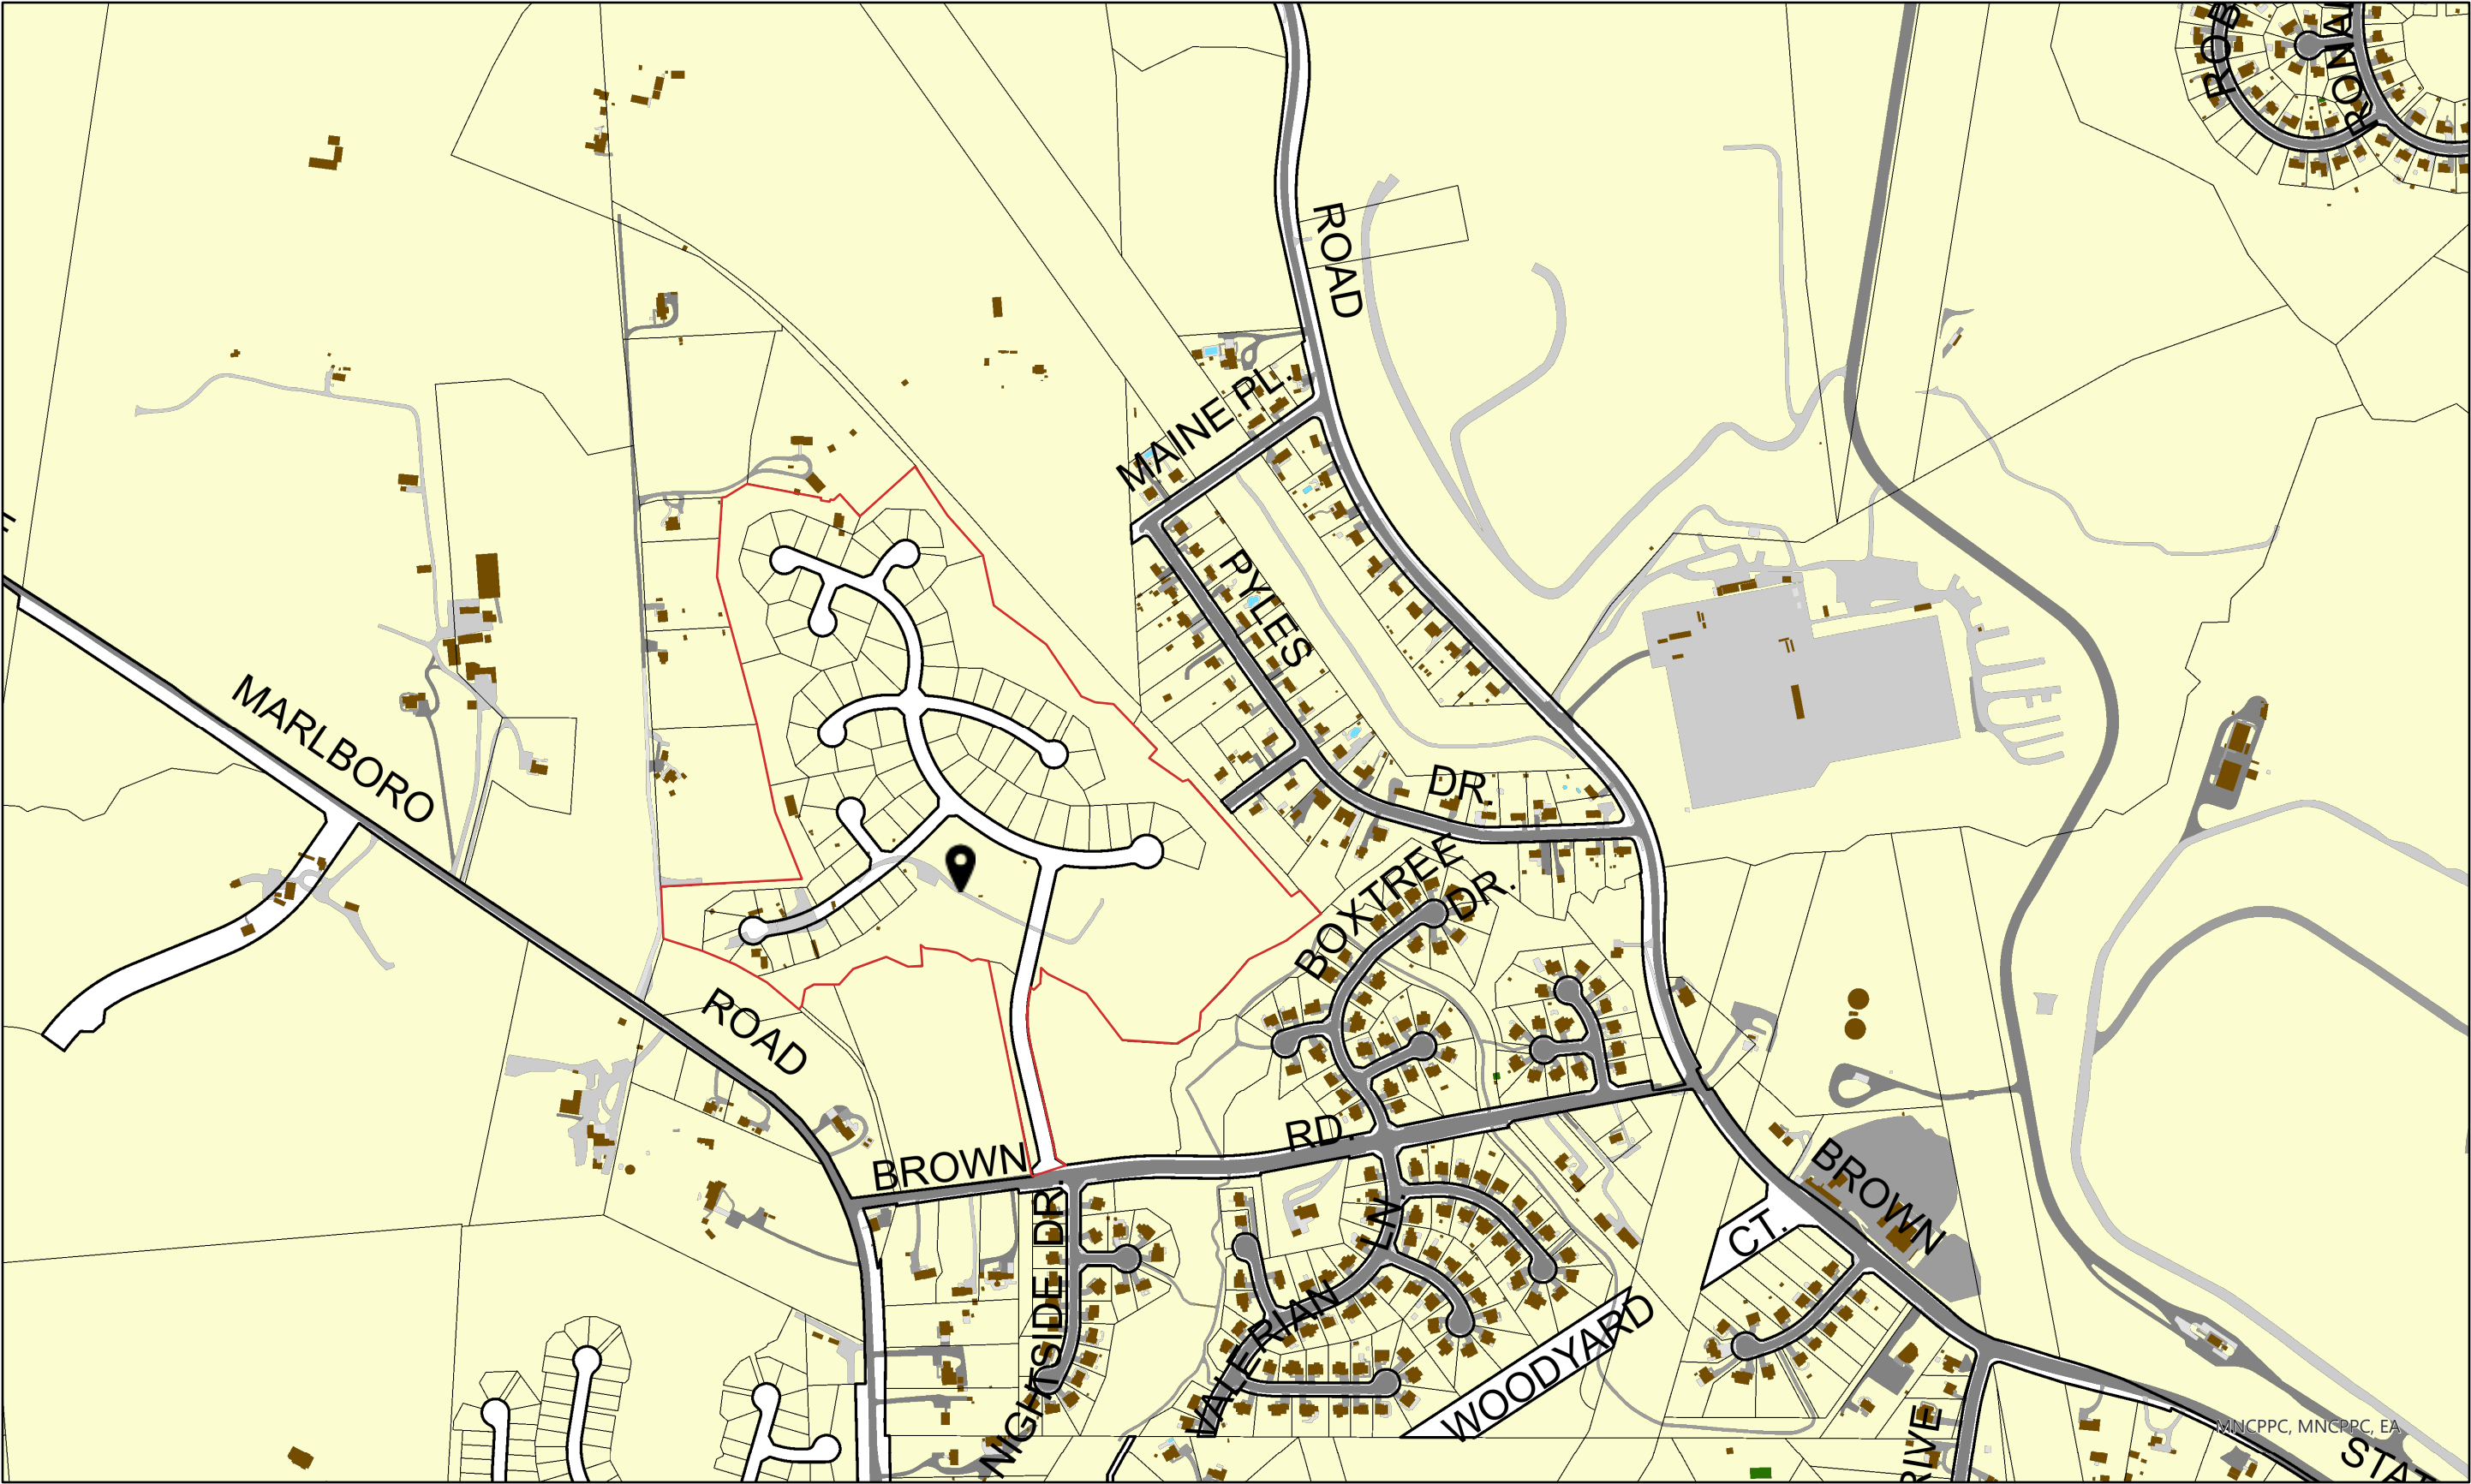 ROAD
MAINE PL.
PYLES
DR.
MARLBORO
ROAD
BOXTREE
DR.
BROWN
RD.
BROWN
CT.
NIGHTSIDE DR.
VALERIAN
LN.
WOODYARD
MNCPPC, MNCPPC, EA